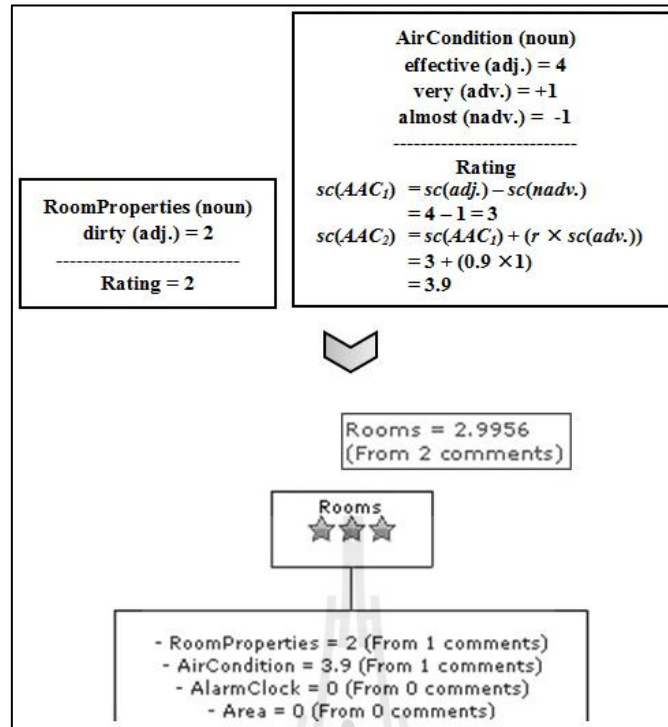 RoomProperties (noun)
dirty (adj.) = 2
----------------------------
Rating = 2
AirCondition (noun)
effective (adj.) = 4
very (adv.) = +1
almost (nadv.) = -1
----------------------------
Rating
sc(AAC₁) = sc(adj.) – sc(nadv.)
= 4 – 1 = 3
sc(AAC₂) = sc(AAC₁) + (r × sc(adv.))
= 3 + (0.9 ×1)
= 3.9
Rooms = 2.9956
(From 2 comments)
Rooms
- RoomProperties = 2 (From 1 comments)
- AirCondition = 3.9 (From 1 comments)
- AlarmClock = 0 (From 0 comments)
- Area = 0 (From 0 comments)